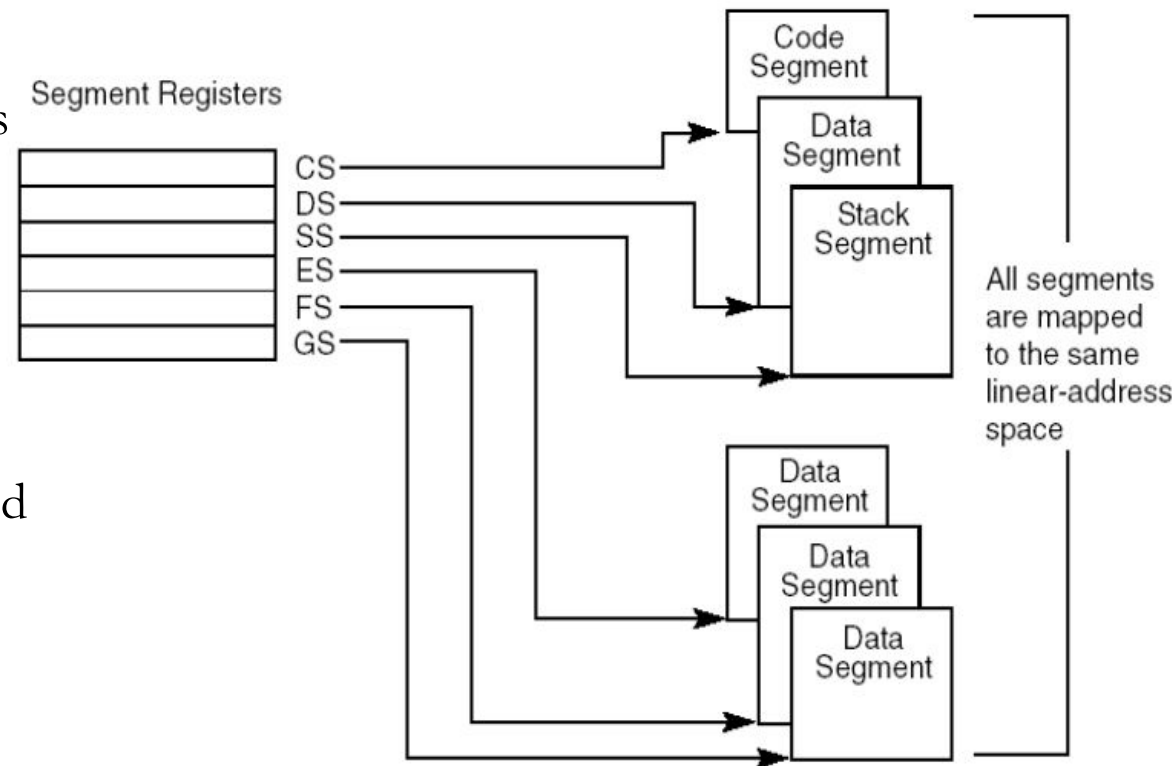 Segment Registers
s
CS
DS
SS
ES
FS
GS
Code
Segment
Data
Segment
Stack
Segment
All segments
are mapped
to the same
linear-address
space
d
Data
Segment
Data
Segment
Data
Segment